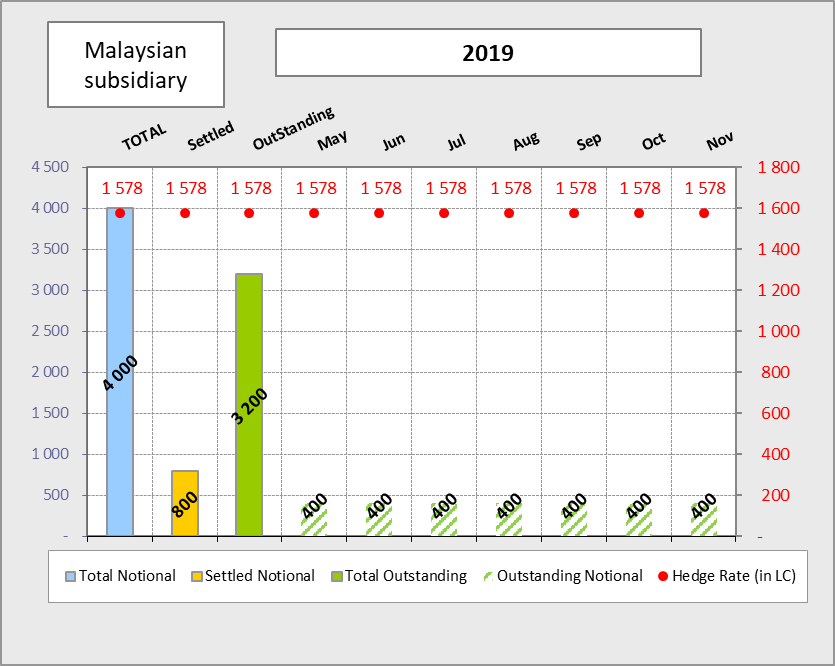 Malaysian
subsidiary
2019
TOTAL Settled OutStanding May Jun Jul Aug Sep Oct Nov
4 500 1 800
1 578 1 578 1 578 1 578 1 578 1 578 1 578 1 578 1 578 1 578
4 000 1 600
3 500 1 400
3 000 1 200
2 500 1 000
2 000 4 000 800
1 500 3 200 600
1 000 400
500 800 400 400 400 400 400 400 400 200
- -
Total Notional Settled Notional Total Outstanding Outstanding Notional Hedge Rate (in LC)